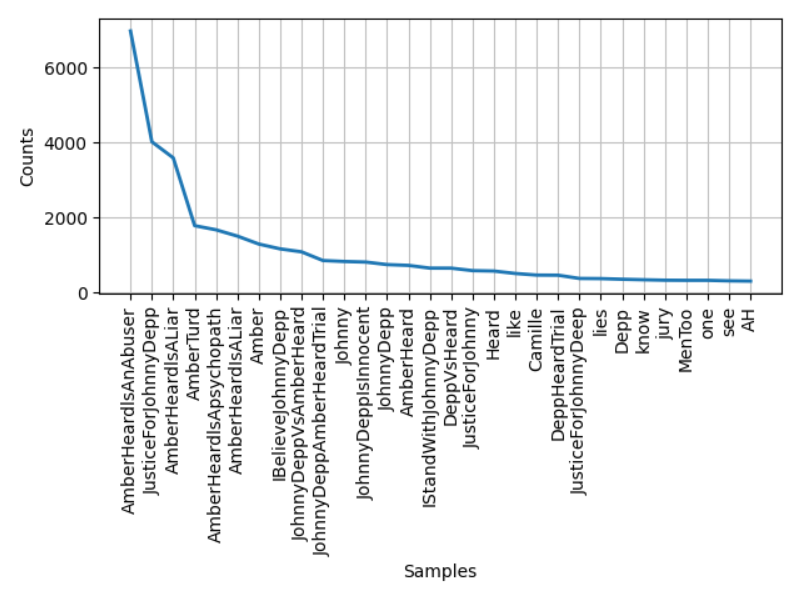 6000
4000
2000
0
Counts
AmberHeardIsAnAbuser
JusticeForJohnnyDepp
AmberHeardIsALiar
AmberTurd
AmberHeardIsApsychopath
AmberHeardIsALiar
Amber
IBelieveJohnnyDepp
JohnnyDeppVsAmberHeard
JohnnyDeppAmberHeardTrial
Johnny
JohnnyDeppIsInnocent
JohnnyDepp
AmberHeard
IStandWithJohnnyDepp
DeppVsHeard
JusticeForJohnny
Heard
like
Camille
DeppHeardTrial
JusticeForJohnnyDeep
lies
Depp
know
jury
MenToo
one
see
AH
Samples